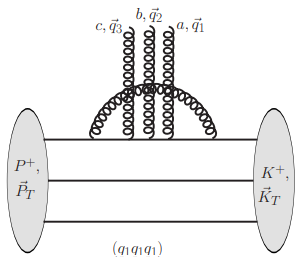 c, q⃗₃ b, q⃗₂ a, q⃗₁
P⁺, K⁺,
P⃗_T K⃗_T
(q₁q₁q₁)